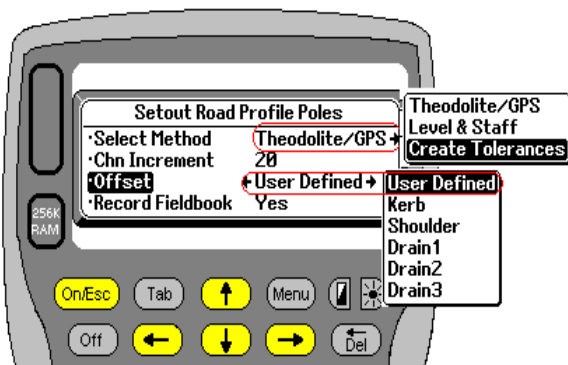 Setout Road Profile Poles
·Select Method Theodolite/GPS
·Chn Increment 20
·Offset User Defined
·Record Fieldbook Yes
Theodolite/GPS
Level & Staff
Create Tolerances
User Defined
Kerb
Shoulder
Drain1
Drain2
Drain3
256K
RAM
On/Esc Tab Menu
Off Del